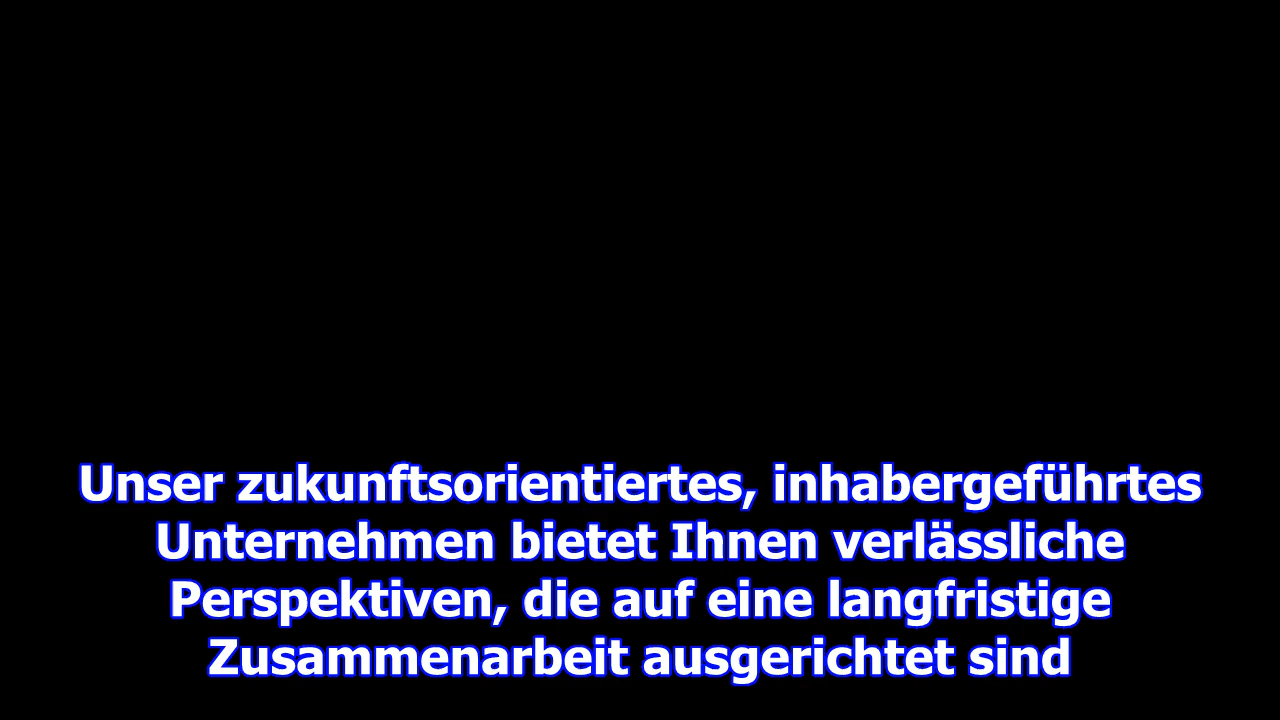 Unser zukunftsorientiertes, inhabergeführtes
Unternehmen bietet Ihnen verlässliche
Perspektiven, die auf eine langfristige
Zusammenarbeit ausgerichtet sind